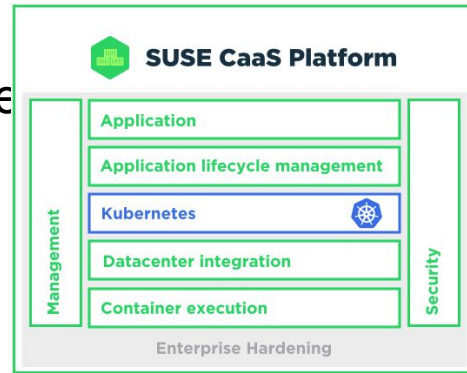 SUSE CaaS Platform
Application
Application lifecycle management
Kubernetes
Datacenter integration
Container execution
Management
Security
Enterprise Hardening